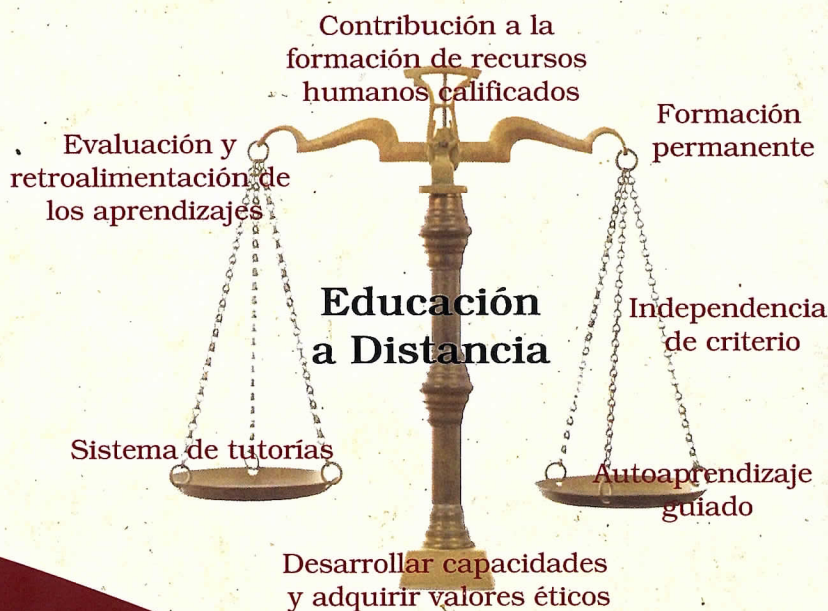 Contribución a la
formación de recursos
humanos calificados
Formación
permanente
Evaluación y
retroalimentación de
los aprendizajes
Educación
a Distancia
Independencia
de criterio
Sistema de tutorías
Autoaprendizaje
guiado
Desarrollar capacidades
y adquirir valores éticos